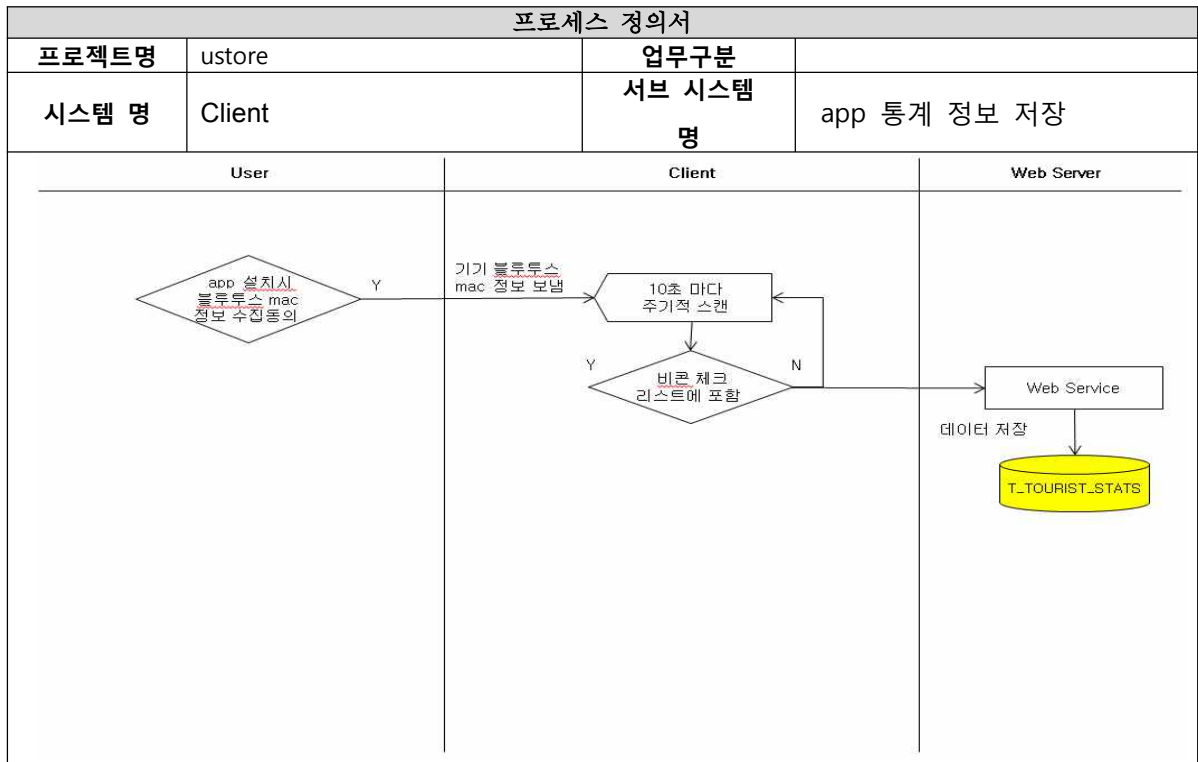 프로세스 정의서
프로젝트명 ustore 업무구분
시스템 명 Client 서브 시스템
명
app 통계 정보 저장
User Client Web Server
app 설치시
블루투스 mac
정보 수집동의
Y
기기 블루투스
mac 정보 보냄
10초 마다
주기적 스캔
Y
N
비콘 체크
리스트에 포함
Web Service
데이터 저장
T_TOURIST_STATS